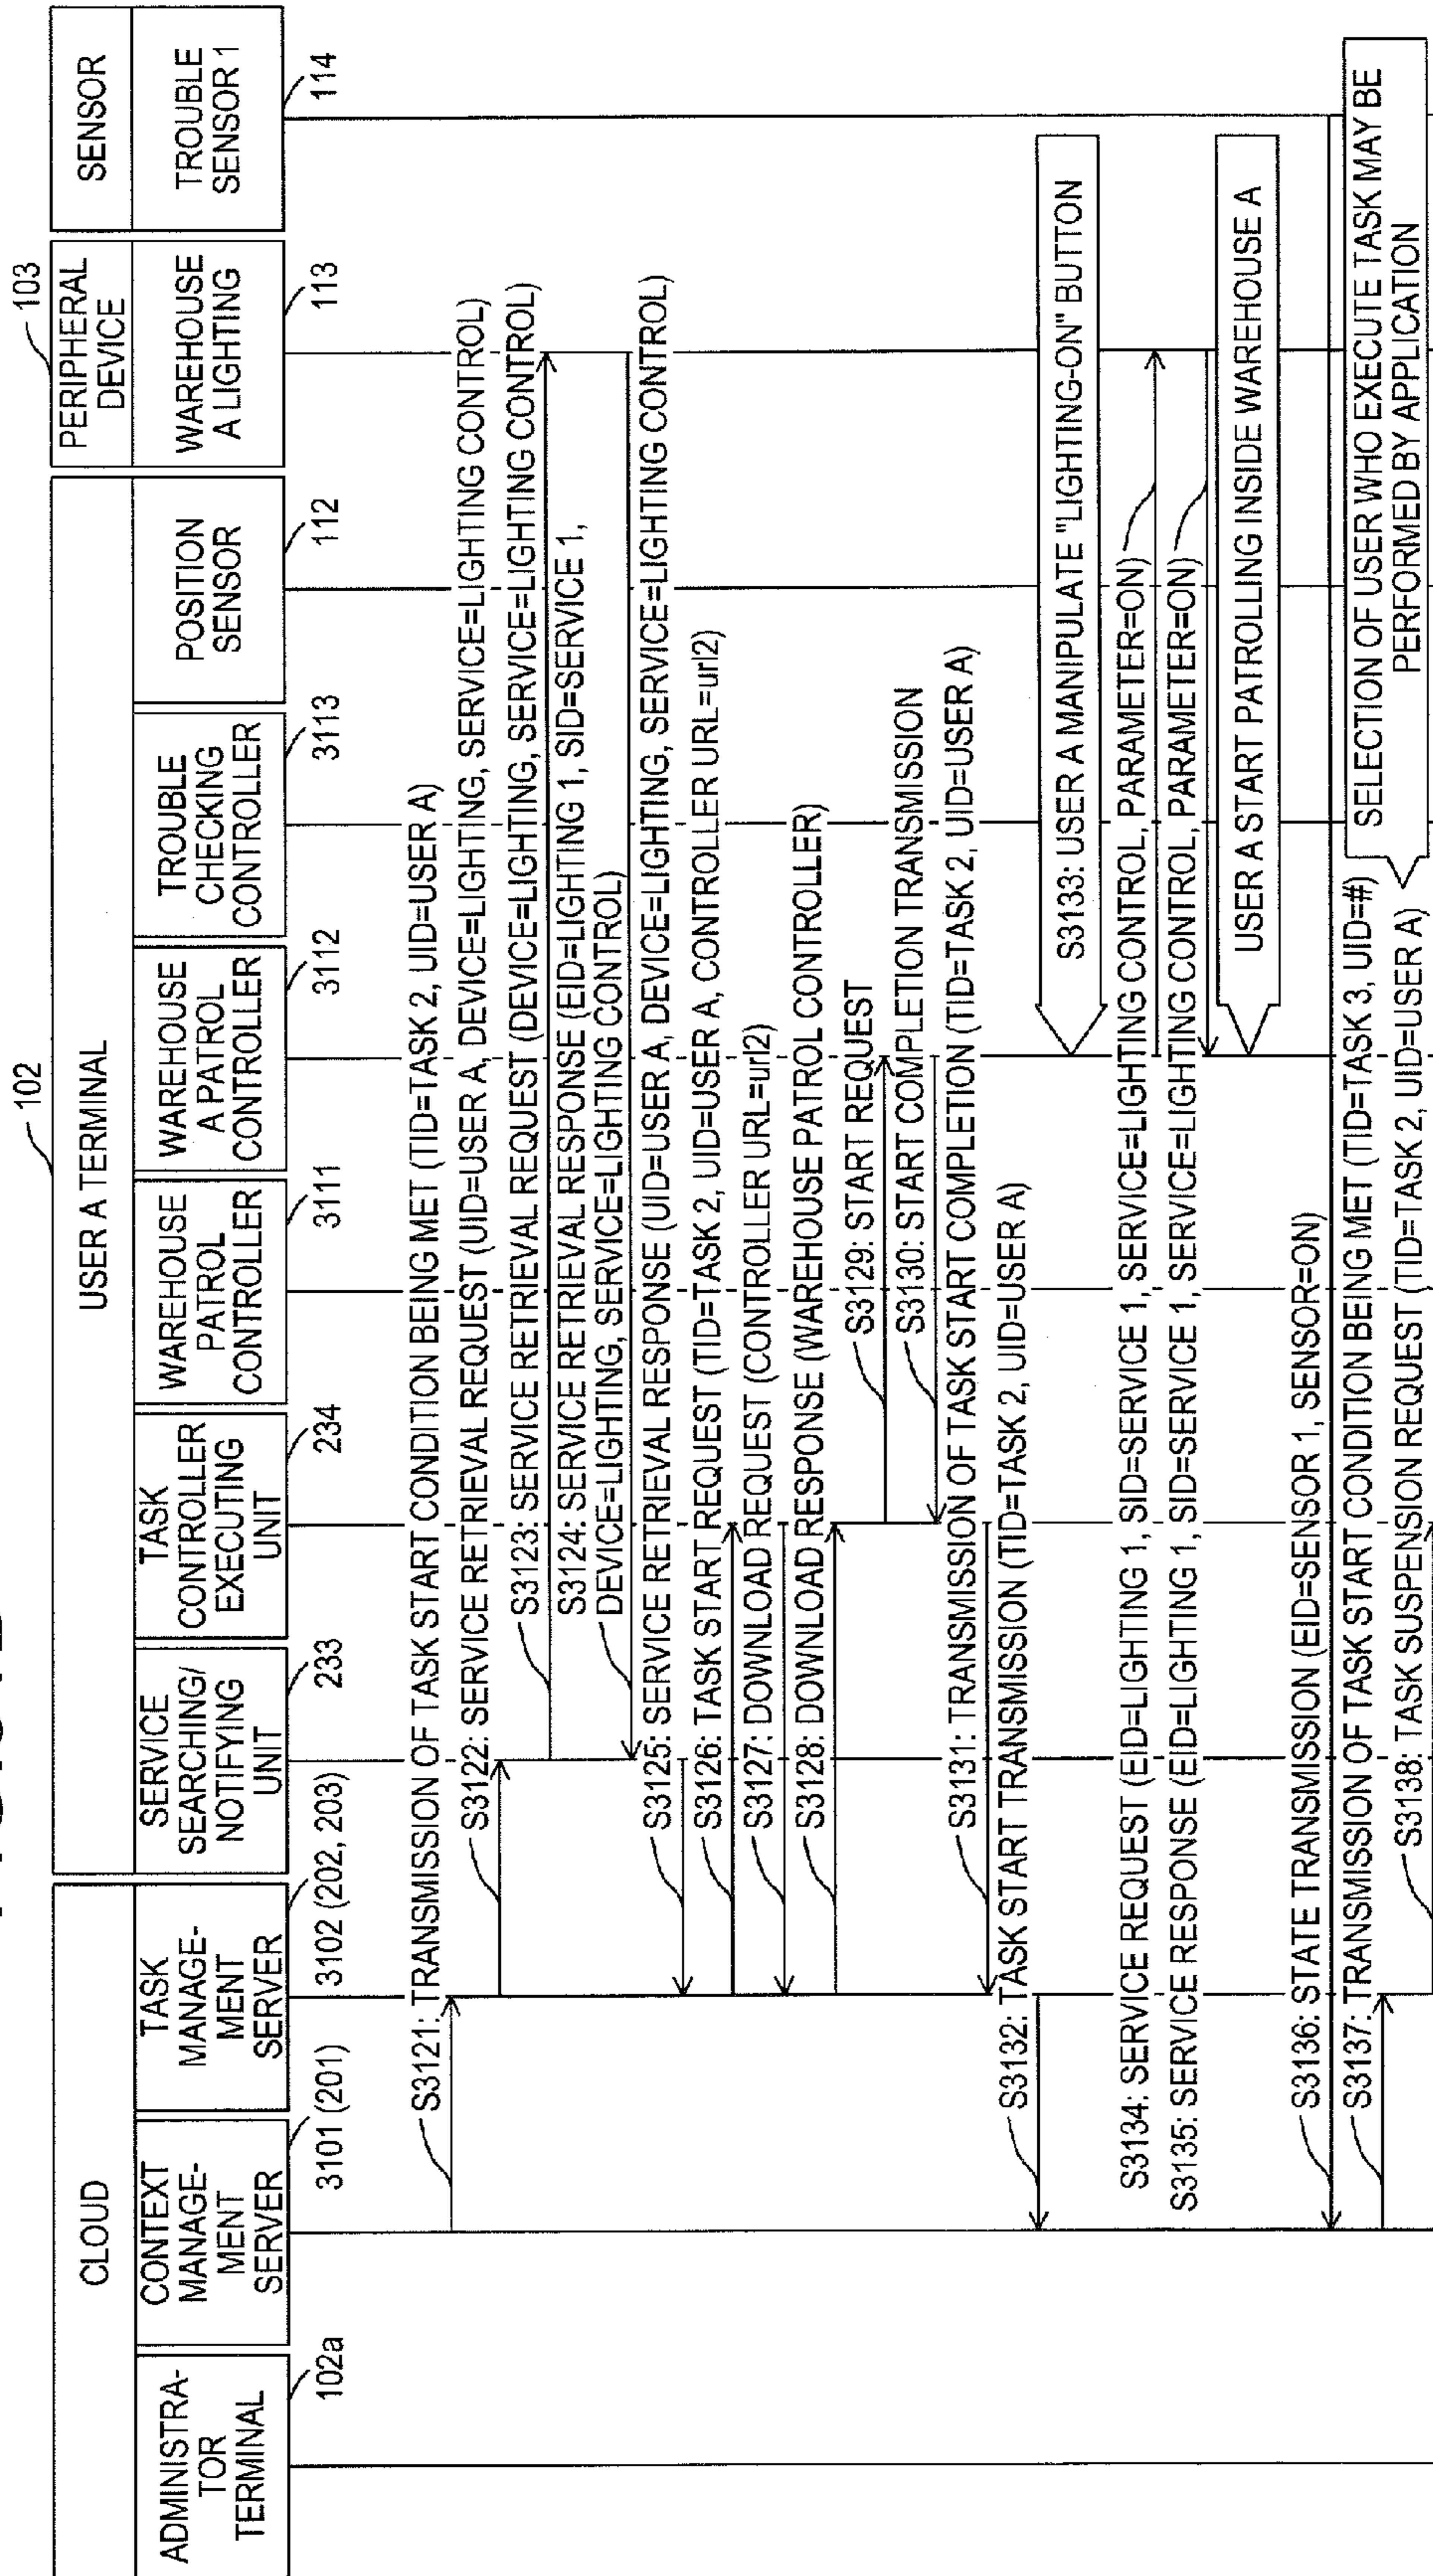 CLOUD
USER A TERMINAL
102
PERIPHERAL
DEVICE
103
SENSOR
ADMINISTRA-
TOR
TERMINAL
102a
CONTEXT
MANAGE-
MENT
SERVER
3101 (201)
TASK
MANAGE-
MENT
SERVER
3102 (202, 203)
SERVICE
SEARCHING/
NOTIFYING
UNIT
233
TASK
CONTROLLER
EXECUTING
UNIT
234
WAREHOUSE
PATROL
CONTROLLER
3111
WAREHOUSE
A PATROL
CONTROLLER
3112
TROUBLE
CHECKING
CONTROLLER
3113
POSITION
SENSOR
112
WAREHOUSE
A LIGHTING
113
TROUBLE
SENSOR 1
114
S3121: TRANSMISSION OF TASK START CONDITION BEING MET (TID=TASK 2, UID=USER A)
S3122: SERVICE RETRIEVAL REQUEST (UID=USER A, DEVICE=LIGHTING, SERVICE=LIGHTING CONTROL)
S3123: SERVICE RETRIEVAL REQUEST (DEVICE=LIGHTING, SERVICE=LIGHTING CONTROL)
S3124: SERVICE RETRIEVAL RESPONSE (EID=LIGHTING 1, SID=SERVICE 1,
DEVICE=LIGHTING, SERVICE=LIGHTING CONTROL)
S3125: SERVICE RETRIEVAL RESPONSE (UID=USER A, DEVICE=LIGHTING, SERVICE=LIGHTING CONTROL)
S3126: TASK START REQUEST (TID=TASK 2, UID=USER A, CONTROLLER URL=url2)
S3127: DOWNLOAD REQUEST (CONTROLLER URL=url2)
S3128: DOWNLOAD RESPONSE (WAREHOUSE PATROL CONTROLLER)
S3129: START REQUEST
S3130: START COMPLETION TRANSMISSION
S3131: TRANSMISSION OF TASK START COMPLETION (TID=TASK 2, UID=USER A)
S3132: TASK START TRANSMISSION (TID=TASK 2, UID=USER A)
S3133: USER A MANIPULATE "LIGHTING-ON" BUTTON
S3134: SERVICE REQUEST (EID=LIGHTING 1, SID=SERVICE 1, SERVICE=LIGHTING CONTROL, PARAMETER=ON)
S3135: SERVICE RESPONSE (EID=LIGHTING 1, SID=SERVICE 1, SERVICE=LIGHTING CONTROL, PARAMETER=ON)
USER A START PATROLLING INSIDE WAREHOUSE A
S3136: STATE TRANSMISSION (EID=SENSOR 1, SENSOR=ON)
S3137: TRANSMISSION OF TASK START CONDITION BEING MET (TID=TASK 3, UID=#)
SELECTION OF USER WHO EXECUTE TASK MAY BE
PERFORMED BY APPLICATION
S3138: TASK SUSPENSION REQUEST (TID=TASK 2, UID=USER A)